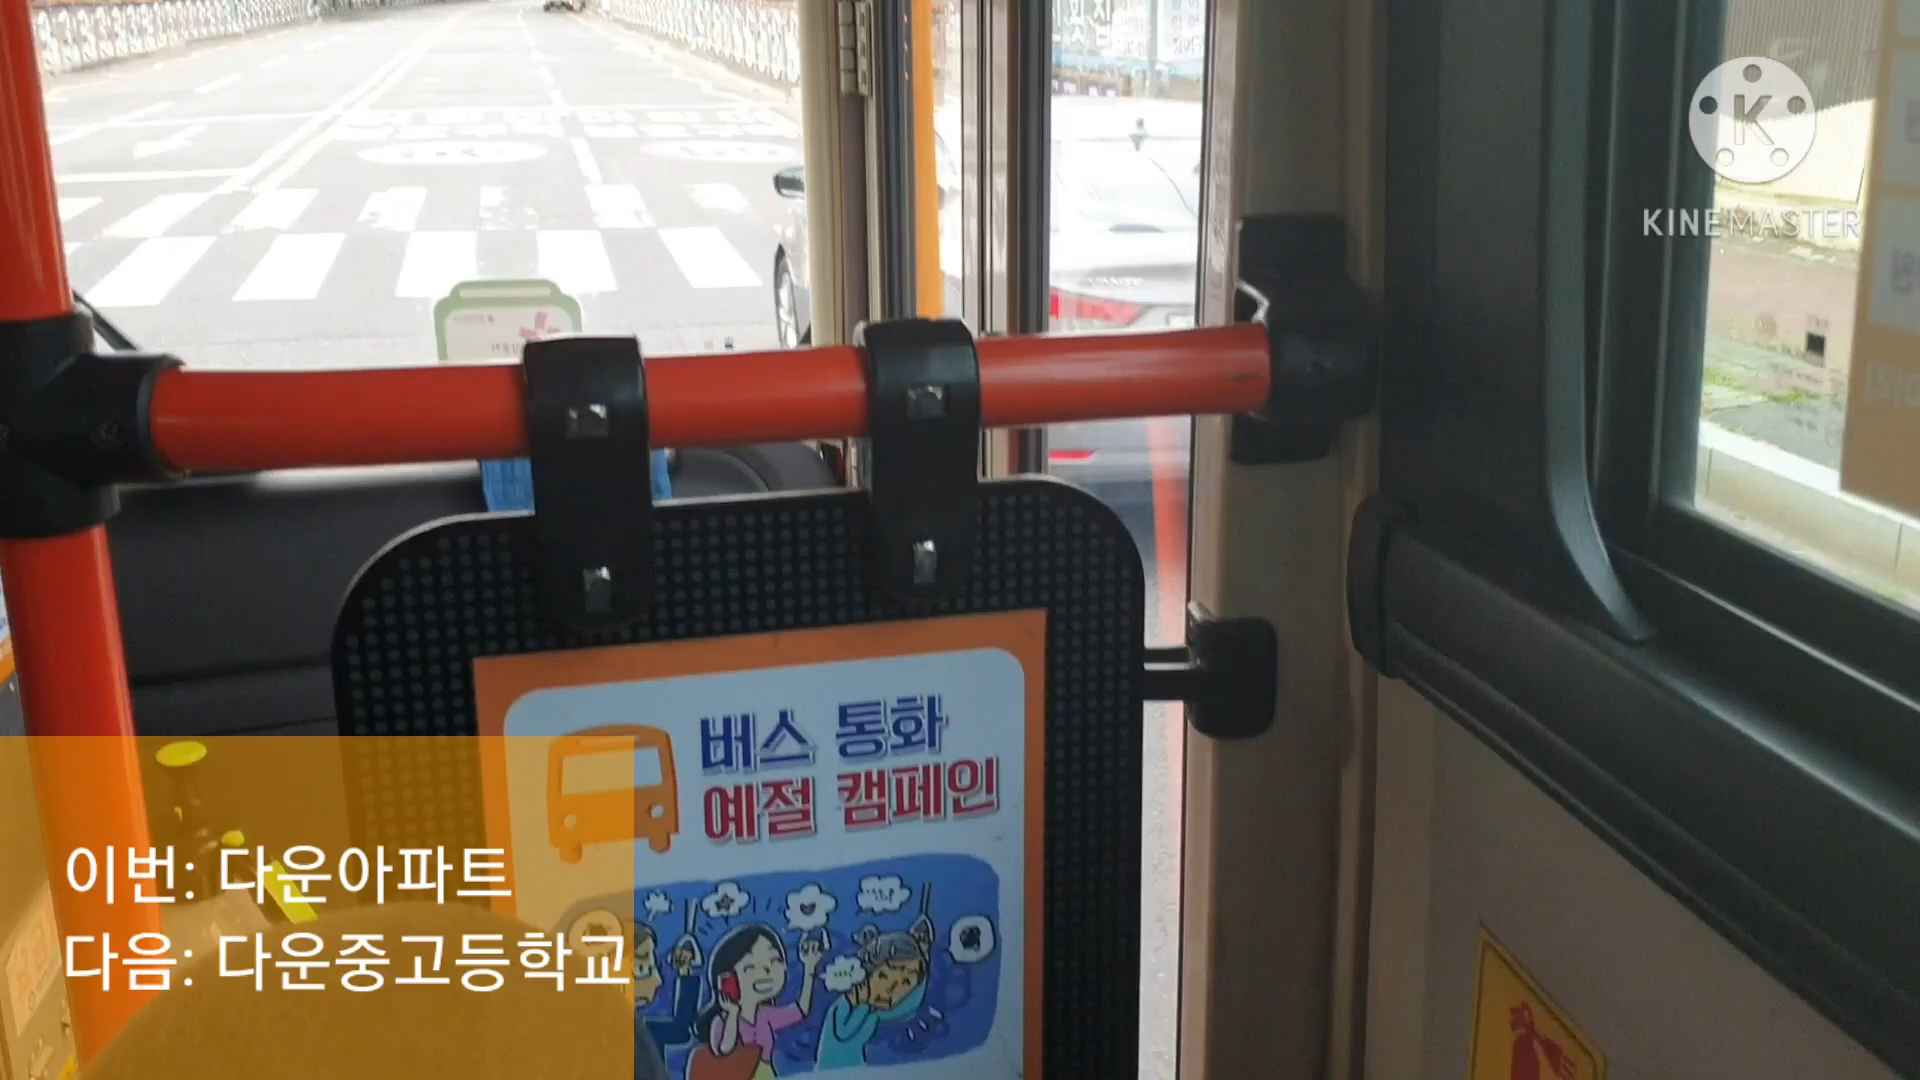 K
KINEMASTER
버스 통화
예절 캠페인
이번: 다운아파트
다음: 다운중고등학교